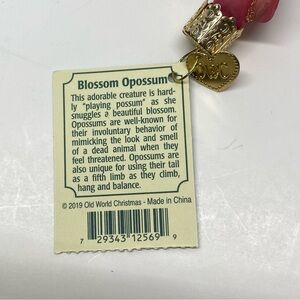 Blossom Opossum
This adorable creature is hard-
ly "playing possum" as she
snuggles a beautiful blossom.
Opossums are well-known for
their involuntary behavior of
mimicking the look and smell
of a dead animal when they
feel threatened. Opossums are
also unique for using their tail
as a fifth limb as they climb,
hang and balance.
© 2019 Old World Christmas - Made in China
7 29343 12569 9